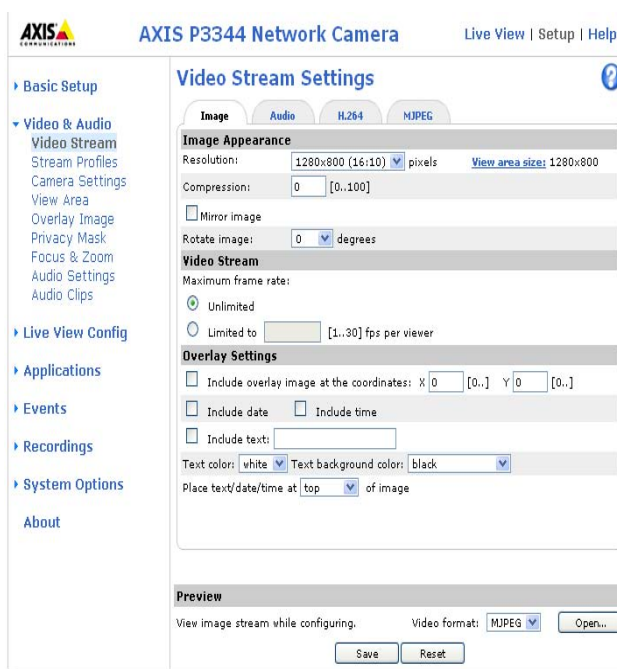 AXIS
COMMUNICATIONS
AXIS P3344 Network Camera
Live View | Setup | Help
Basic Setup
Video & Audio
Video Stream
Stream Profiles
Camera Settings
View Area
Overlay Image
Privacy Mask
Focus & Zoom
Audio Settings
Audio Clips
Live View Config
Applications
Events
Recordings
System Options
About
Video Stream Settings
?
Image Audio H.264 MJPEG
Image Appearance
Resolution: 1280x800 (16:10) pixels View area size: 1280x800
Compression: 0 [0..100]
Mirror image
Rotate image: 0 degrees
Video Stream
Maximum frame rate:
Unlimited
Limited to [1..30] fps per viewer
Overlay Settings
Include overlay image at the coordinates: X 0 [0..] Y 0 [0..]
Include date Include time
Include text:
Text color: white Text background color: black
Place text/date/time at top of image
Preview
View image stream while configuring. Video format: MJPEG Open...
Save Reset